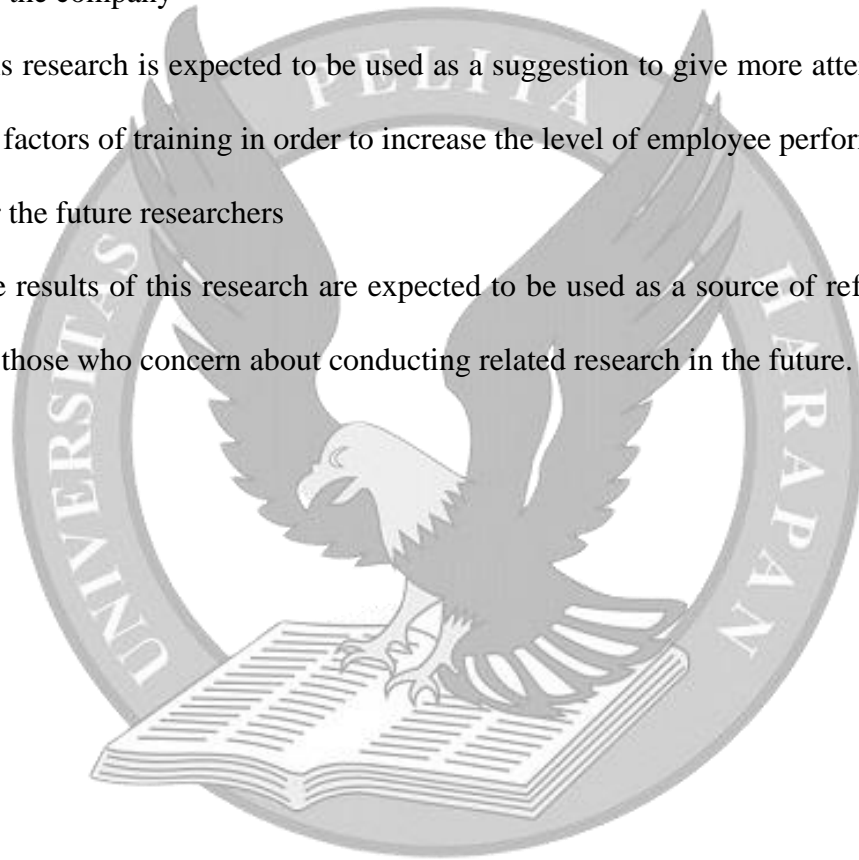 the company
s research is expected to be used as a suggestion to give more atte
factors of training in order to increase the level of employee perfor
the future researchers
e results of this research are expected to be used as a source of ref
those who concern about conducting related research in the future.
UNIVERSITAS PELITA HARAPAN